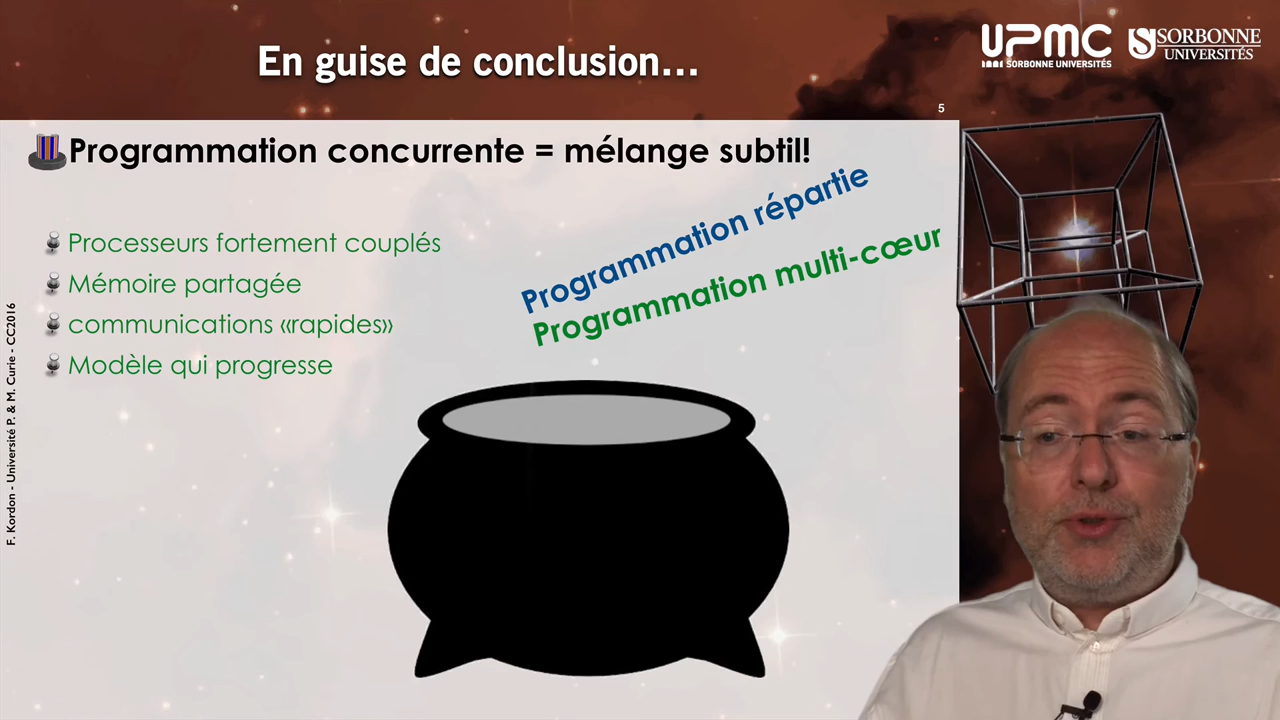 En guise de conclusion...
UPMC
SORBONNE UNIVERSITÉS
SORBONNE
UNIVERSITÉS
5
Programmation concurrente = mélange subtil!
Programmation répartie
Programmation multi-cœur
Processeurs fortement couplés
Mémoire partagée
communications «rapides»
Modèle qui progresse
F. Kordon - Université P. & M. Curie - CC2016